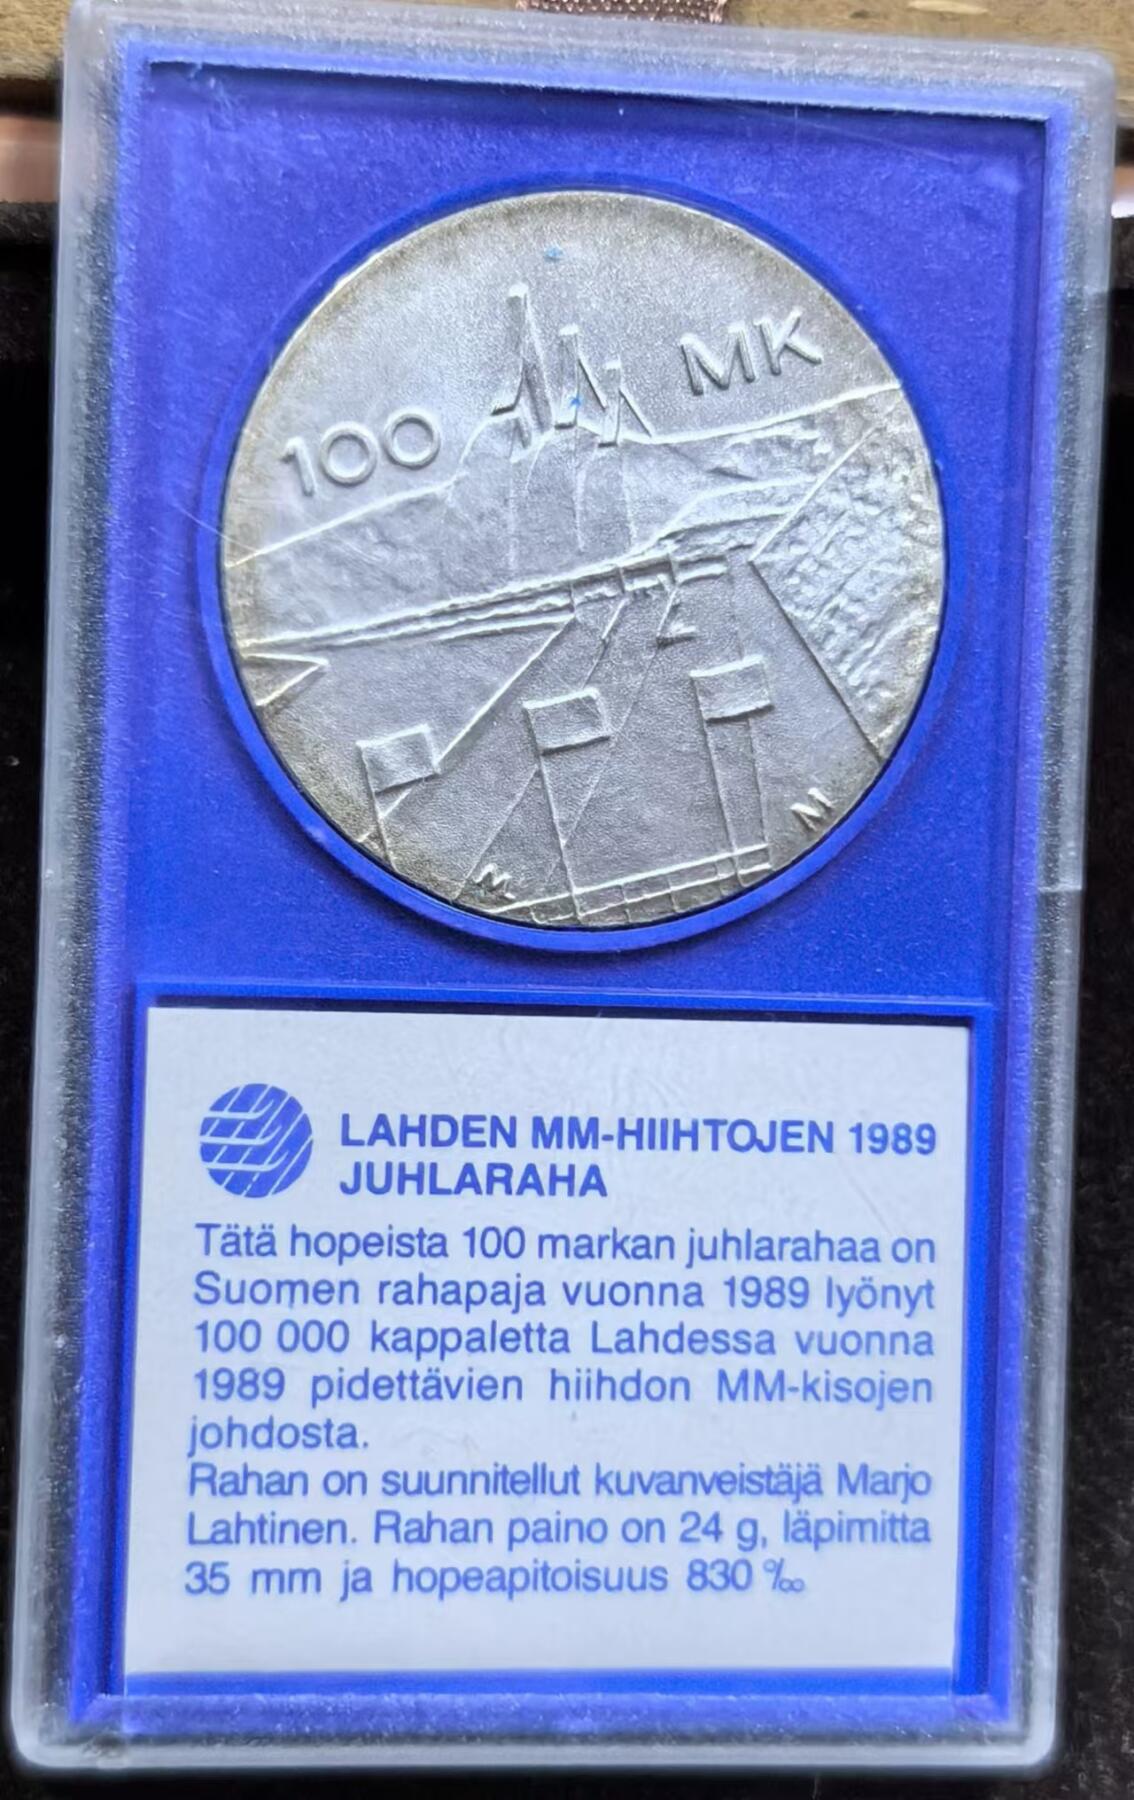 100 MK
M
M
LAHDEN MM-HIIHTOJEN 1989
JUHLARAHA
Tätä hopeista 100 markan juhlarahaa on
Suomen rahapaja vuonna 1989 lyönyt
100 000 kappaletta Lahdessa vuonna
1989 pidettävien hiihdon MM-kisojen
johdosta.
Rahan on suunnitellut kuvanveistäjä Marjo
Lahtinen. Rahan paino on 24 g, läpimitta
35 mm ja hopeapitoisuus 830 ‰